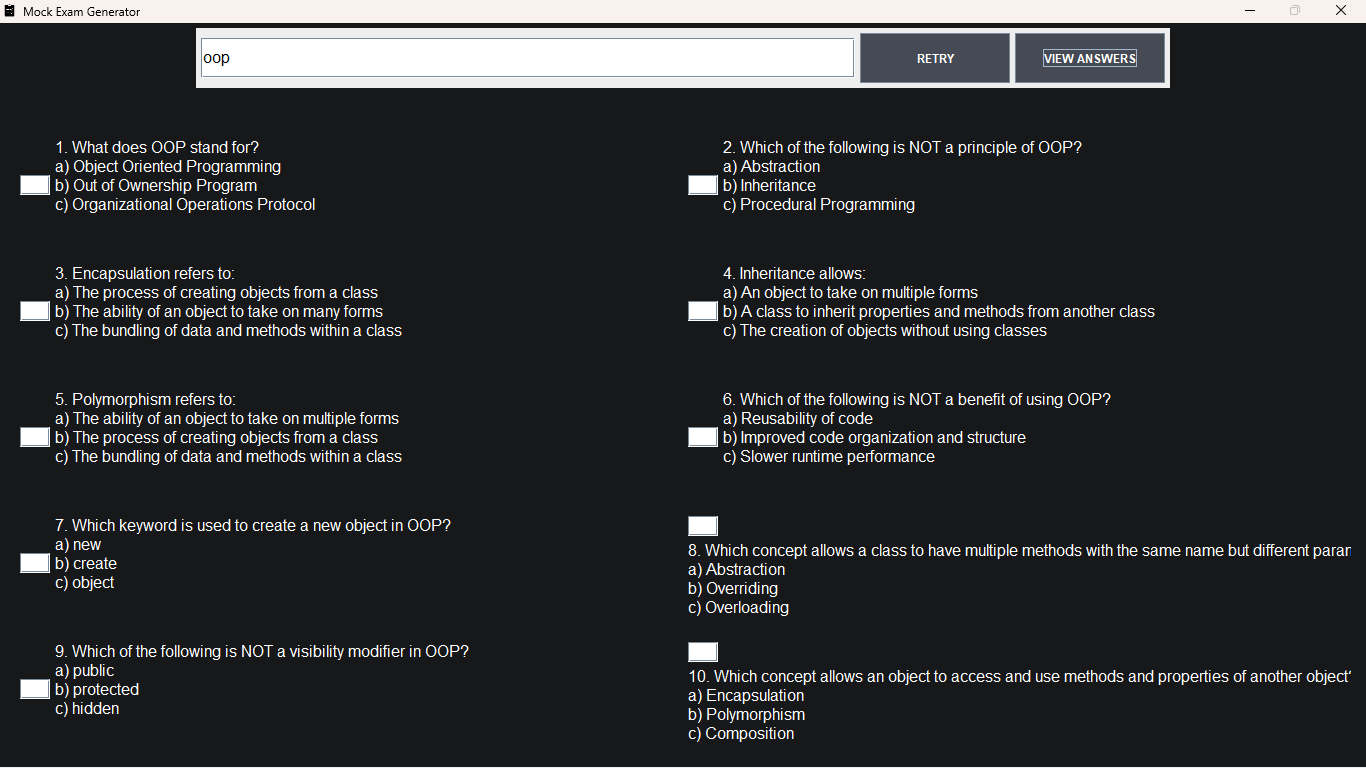 Mock Exam Generator
oop
RETRY
VIEW ANSWERS
1. What does OOP stand for?
a) Object Oriented Programming
b) Out of Ownership Program
c) Organizational Operations Protocol
2. Which of the following is NOT a principle of OOP?
a) Abstraction
b) Inheritance
c) Procedural Programming
3. Encapsulation refers to:
a) The process of creating objects from a class
b) The ability of an object to take on many forms
c) The bundling of data and methods within a class
4. Inheritance allows:
a) An object to take on multiple forms
b) A class to inherit properties and methods from another class
c) The creation of objects without using classes
5. Polymorphism refers to:
a) The ability of an object to take on multiple forms
b) The process of creating objects from a class
c) The bundling of data and methods within a class
6. Which of the following is NOT a benefit of using OOP?
a) Reusability of code
b) Improved code organization and structure
c) Slower runtime performance
7. Which keyword is used to create a new object in OOP?
a) new
b) create
c) object
8. Which concept allows a class to have multiple methods with the same name but different
a) Abstraction
b) Overriding
c) Overloading
9. Which of the following is NOT a visibility modifier in OOP?
a) public
b) protected
c) hidden
10. Which concept allows an object to access and use methods and properties of another object
a) Encapsulation
b) Polymorphism
c) Composition